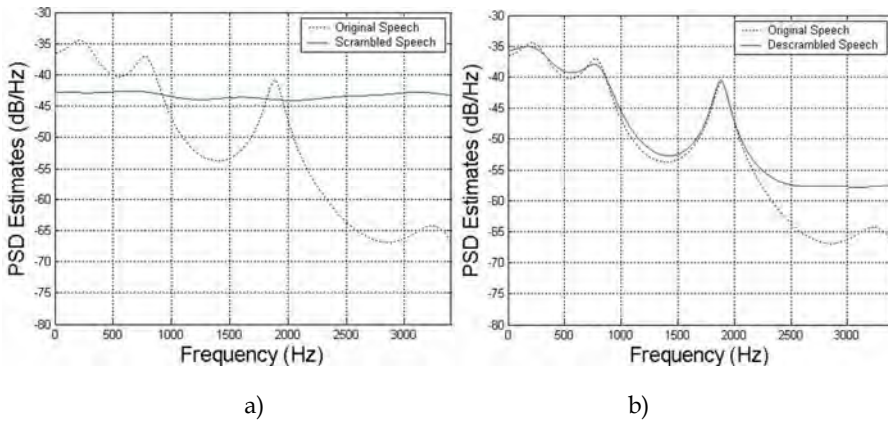 -30
-35
-40
-45
-50
-55
-60
-65
-70
-75
-80
PSD Estimates (dB/Hz)
Original Speech
Scrambled Speech
0 500 1000 1500 2000 2500 3000
Frequency (Hz)
a)
-30
-35
-40
-45
-50
-55
-60
-65
-70
-75
-80
PSD Estimates (dB/Hz)
Original Speech
Descrambled Speech
0 500 1000 1500 2000 2500 3000
Frequency (Hz)
b)